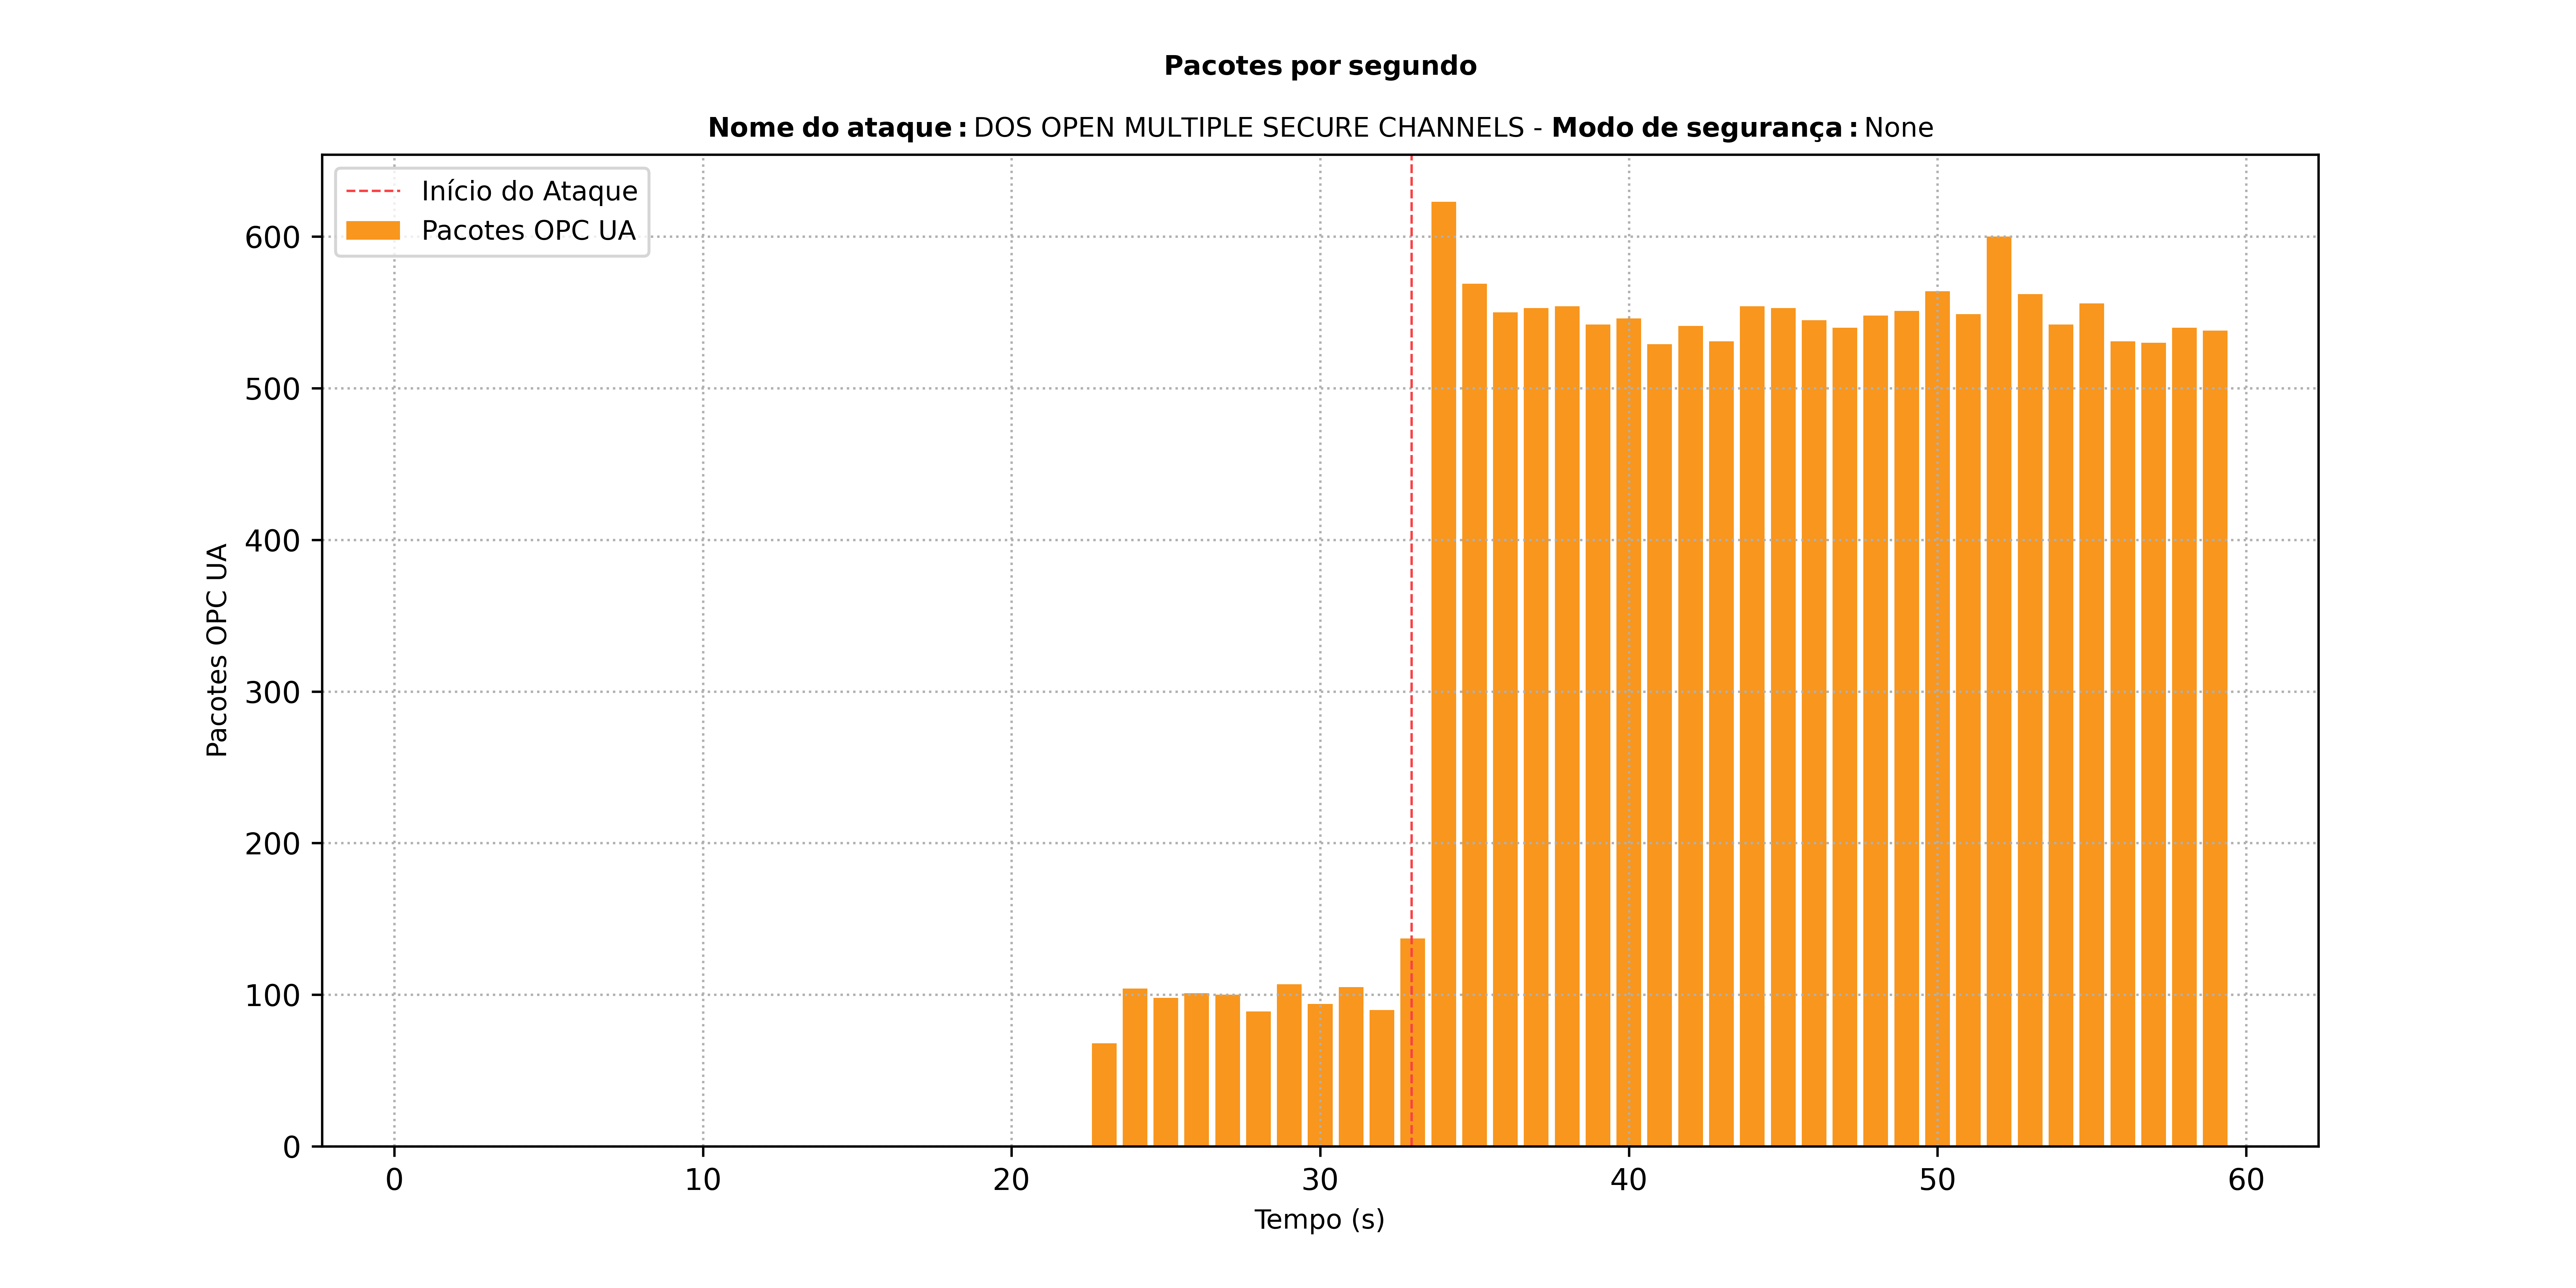 Pacotes por segundo
Nome do ataque: DOS OPEN MULTIPLE SECURE CHANNELS - Modo de segurança: None
Início do Ataque
Pacotes OPC UA
600
500
400
300
200
100
0
Pacotes OPC UA
0 10 20 30 40 50 60
Tempo (s)